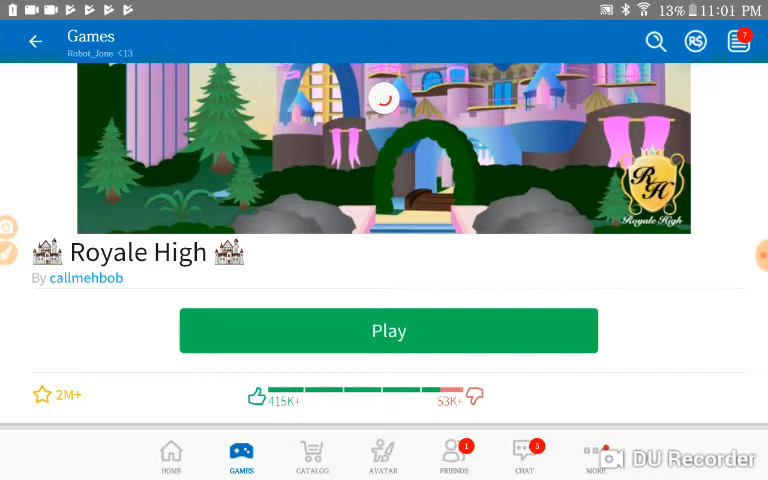 13% 11:01 PM
Games
Robot_Jone <13
R$
7
RH
Royale High
🏰 Royale High 🏰
By callmehbob
Play
2M+
415K+
53K+
1
5
HOME
GAMES
CATALOG
AVATAR
FRIENDS
CHAT
MORE
DU Recorder